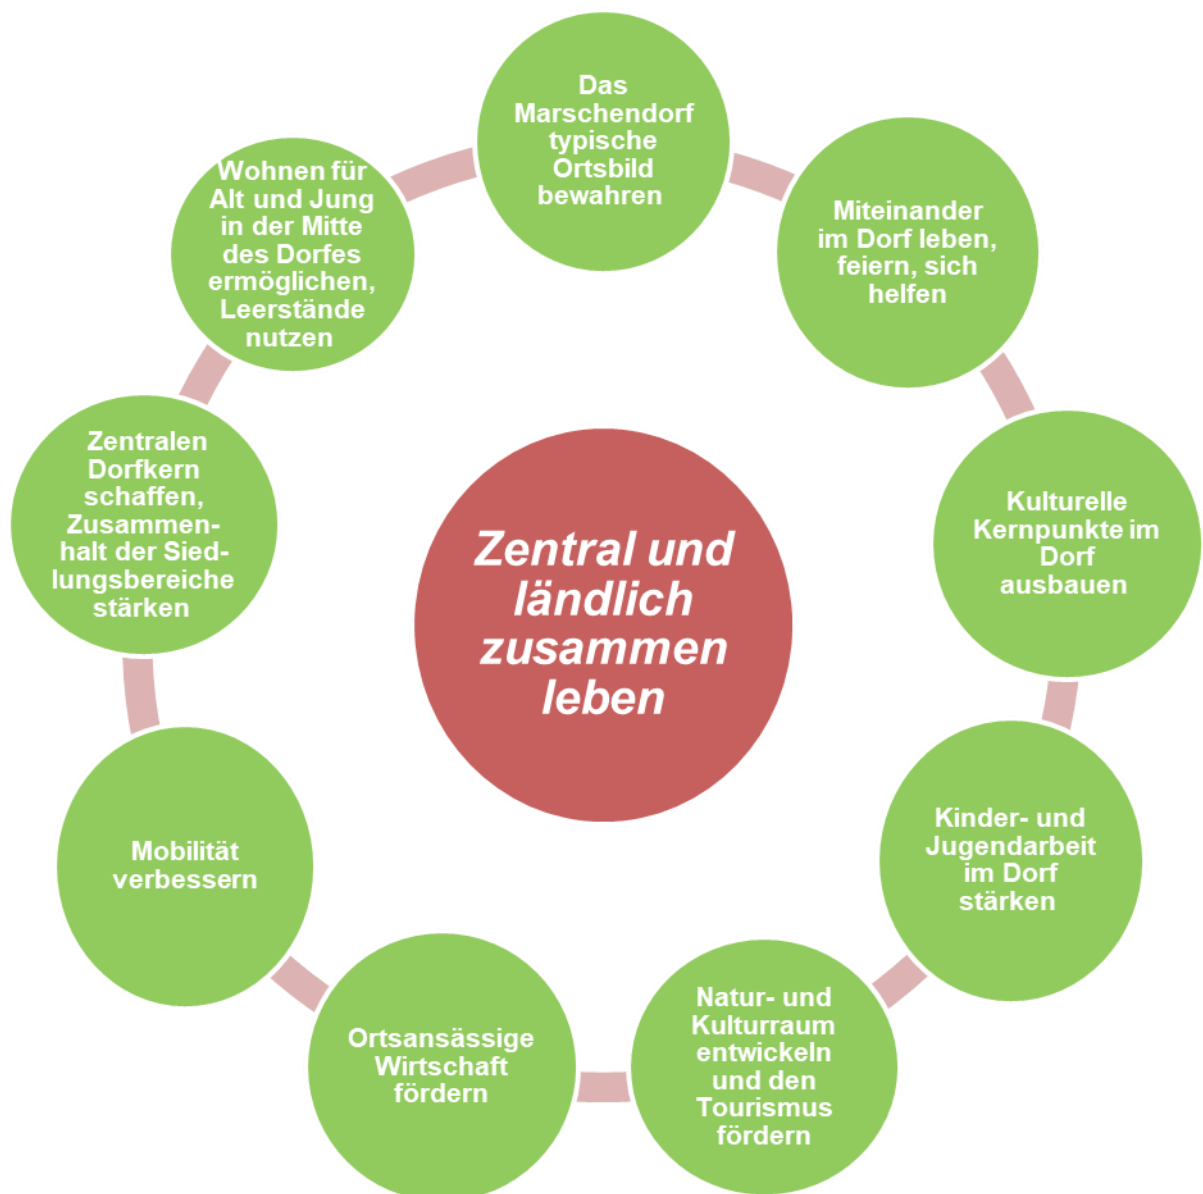 Das
Marschendorf
typische
Ortsbild
bewahren
Miteinander
im Dorf leben,
feiern, sich
helfen
Kulturelle
Kernpunkte im
Dorf
ausbauen
Kinder- und
Jugendarbeit
im Dorf
stärken
Natur- und
Kulturraum
entwickeln
und den
Tourismus
fördern
Ortsansässige
Wirtschaft
fördern
Mobilität
verbessern
Zentralen
Dorfkern
schaffen,
Zusammen-
halt der Sied-
lungsbereiche
stärken
Wohnen für
Alt und Jung
in der Mitte
des Dorfes
ermöglichen,
Leerstände
nutzen
Zentral und
ländlich
zusammen
leben